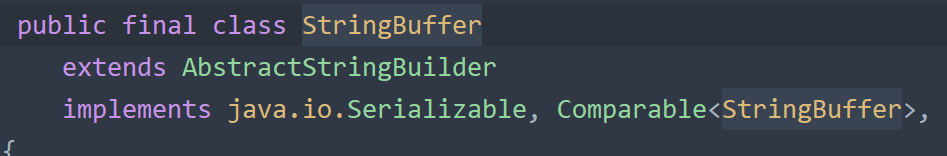 public final class StringBuffer
extends AbstractStringBuilder
implements java.io.Serializable, Comparable<StringBuffer>,
{